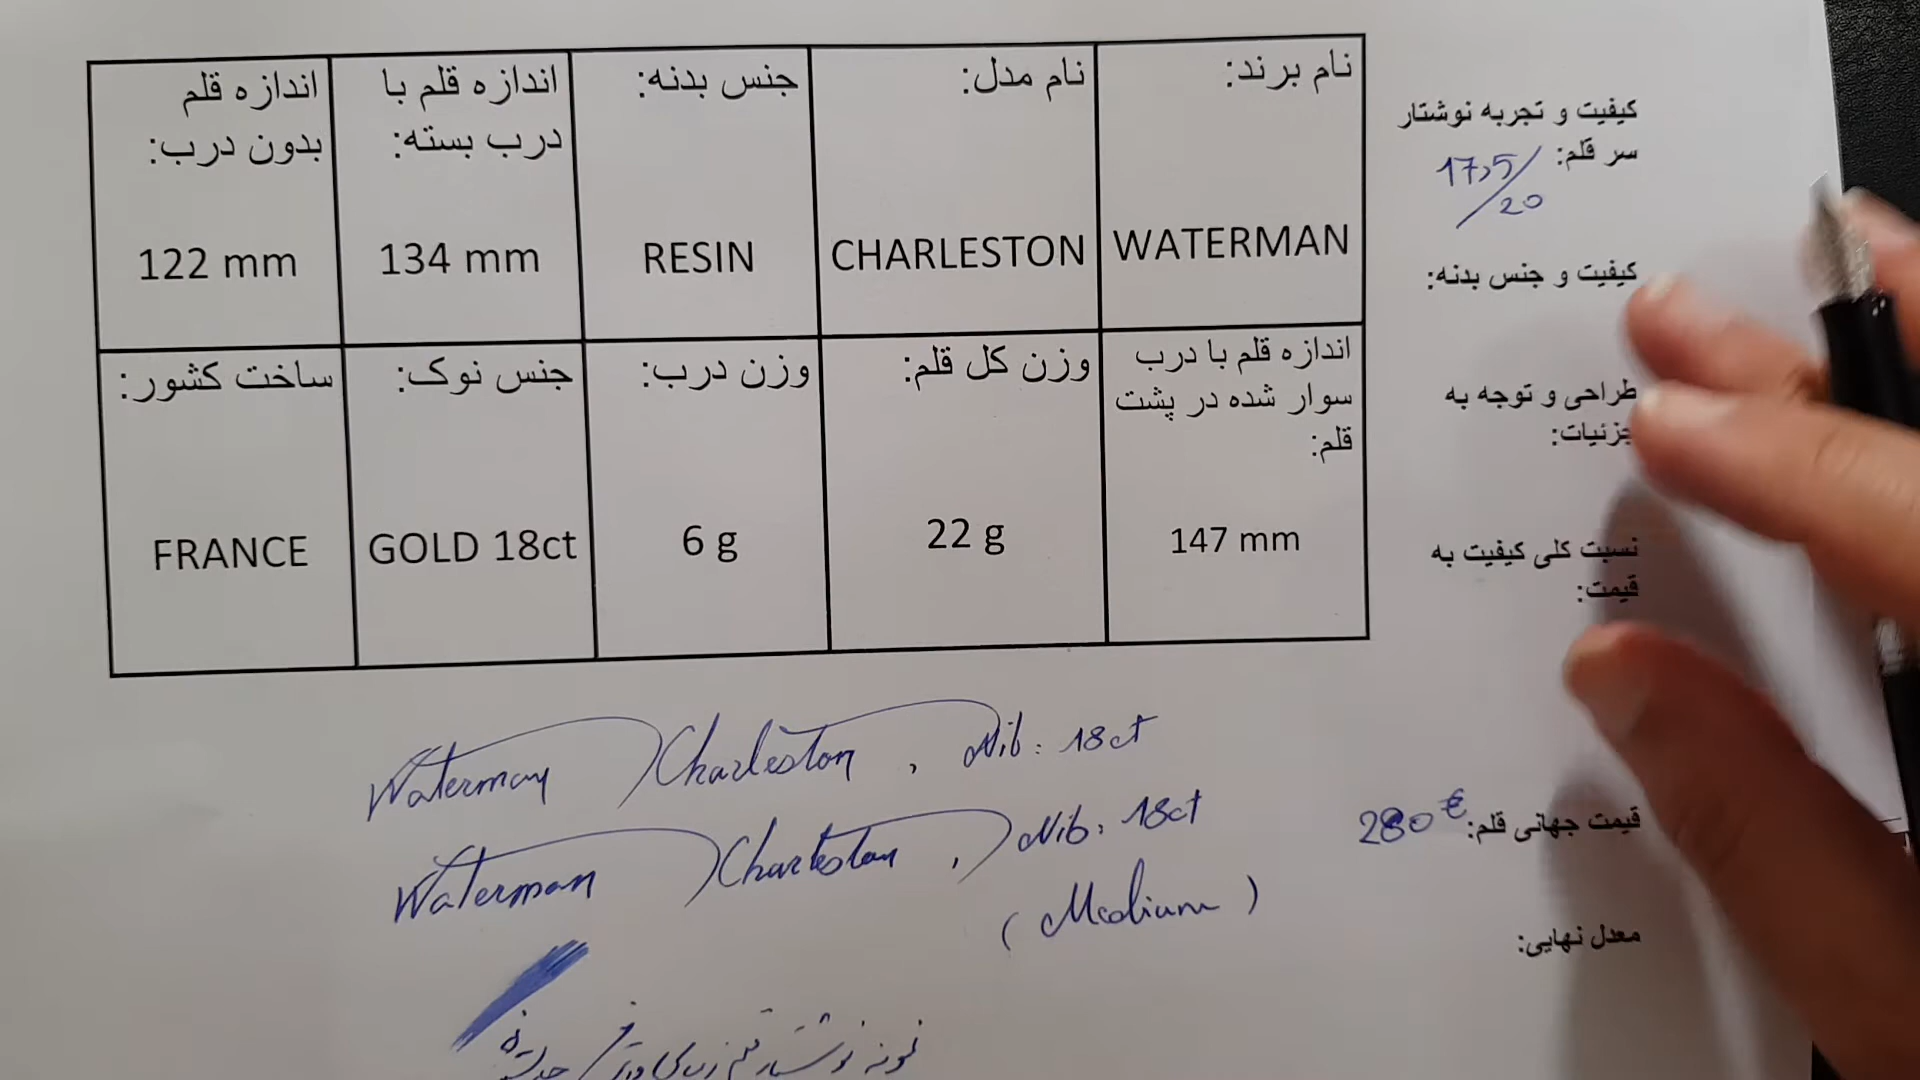 نام برند:
WATERMAN
نام مدل:
CHARLESTON
جنس بدنه:
RESIN
اندازه قلم با
درب بسته:
134 mm
اندازه قلم
بدون درب:
122 mm
اندازه قلم با درب
سوار شده در پشت
قلم:
147 mm
وزن کل قلم:
22 g
وزن درب:
6 g
جنس نوک:
GOLD 18ct
ساخت کشور:
FRANCE
کیفیت و تجربه نوشتار
سر قلم: 17,5/20
کیفیت و جنس بدنه:
طراحی و توجه به
جزئیات:
نسبت کلی کیفیت به
قیمت:
قیمت جهانی قلم: 280 €
معدل نهایی:
Waterman Charleston, Nib: 18ct
Waterman Charleston, Nib: 18ct
(Medium)
نمونه نوشتار قلم